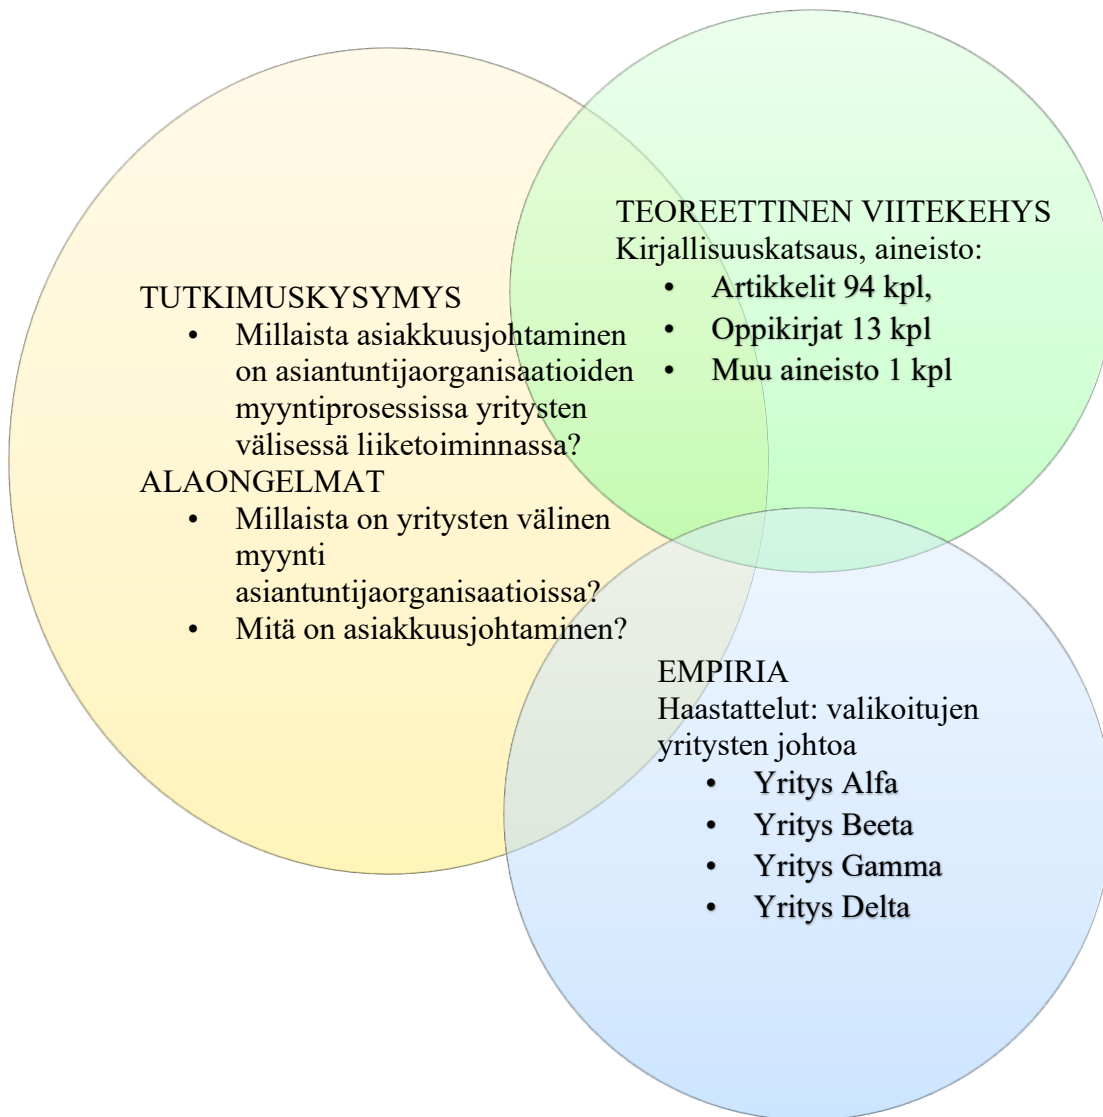 TUTKIMUSKYSYMYS
• Millaista asiakkuusjohtaminen
on asiantuntijaorganisaatioiden
myyntiprosessissa yritysten
välisessä liiketoiminnassa?
ALAONGELMAT
• Millaista on yritysten välinen
myynti
asiantuntijaorganisaatioissa?
• Mitä on asiakkuusjohtaminen?
TEOREETTINEN VIITEKEHYS
Kirjallisuuskatsaus, aineisto:
• Artikkelit 94 kpl,
• Oppikirjat 13 kpl
• Muu aineisto 1 kpl
EMPIRIA
Haastattelut: valikoitujen
yritysten johtoa
• Yritys Alfa
• Yritys Beeta
• Yritys Gamma
• Yritys Delta